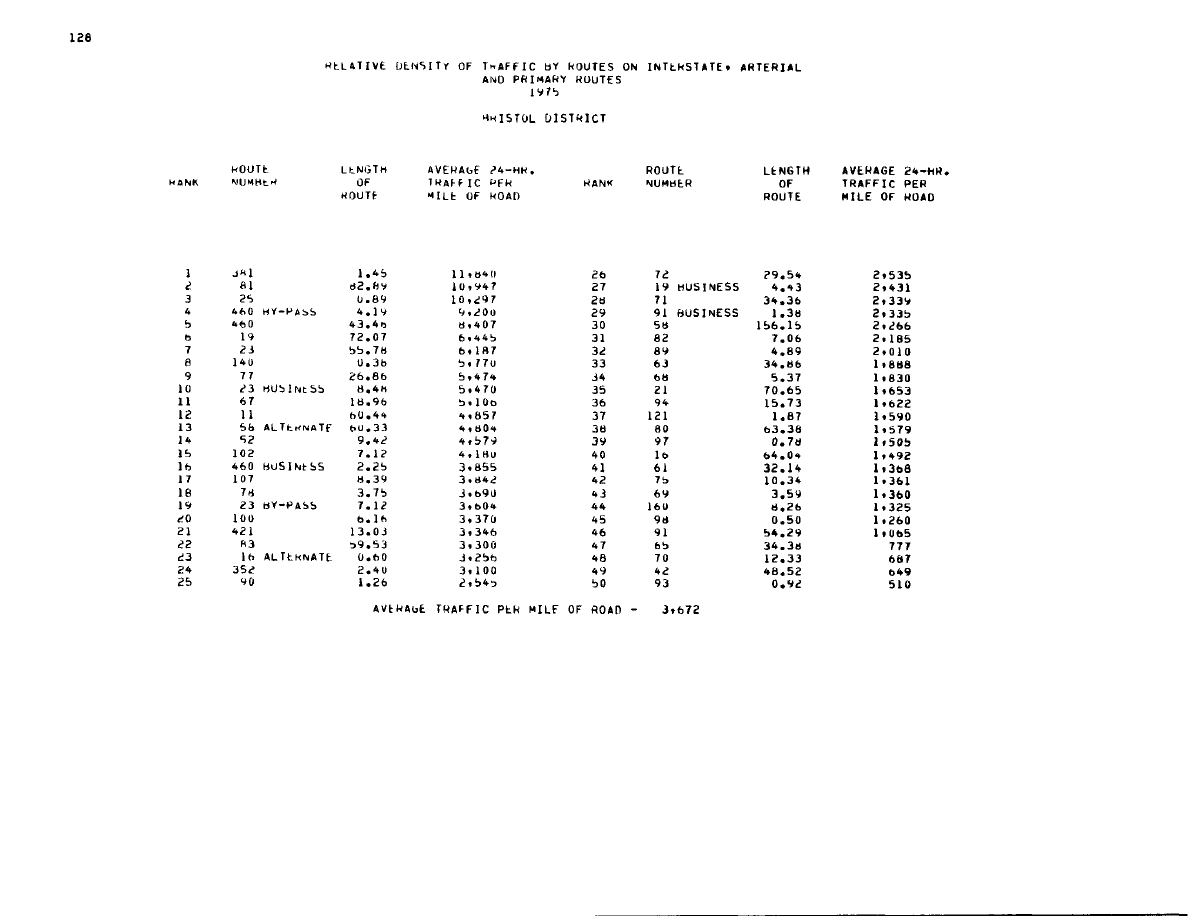 128
RELATIVE DENSITY OF TRAFFIC BY ROUTES ON INTERSTATE, ARTERIAL
AND PRIMARY ROUTES
1975
BRISTOL DISTRICT
ROUTE LENGTH AVERAGE 24-HR. ROUTE LENGTH AVERAGE 24-HR.
RANK NUMBER OF TRAFFIC PER RANK NUMBER OF TRAFFIC PER
ROUTE MILE OF ROAD ROUTE MILE OF ROAD
1 381 1.45 11,840 26 72 29.54 2,535
2 81 82.89 10,947 27 19 BUSINESS 4.43 2,431
3 25 0.89 10,297 28 71 34.36 2,339
4 460 BY-PASS 4.19 9,200 29 91 BUSINESS 1.38 2,335
5 460 43.46 8,407 30 58 156.15 2,266
6 19 72.07 6,445 31 82 7.06 2,185
7 23 55.78 6,187 32 89 4.89 2,010
8 140 0.36 5,770 33 63 34.86 1,888
9 77 26.86 5,474 34 68 5.37 1,830
10 23 BUSINESS 8.48 5,470 35 21 70.65 1,653
11 67 18.96 5,106 36 94 15.73 1,622
12 11 60.44 4,857 37 121 1.87 1,590
13 58 ALTERNATE 60.33 4,804 38 80 63.38 1,579
14 52 9.42 4,579 39 97 0.78 1,505
15 102 7.12 4,180 40 16 64.04 1,492
16 460 BUSINESS 2.25 3,855 41 61 32.14 1,368
17 107 8.39 3,842 42 75 10.34 1,361
18 78 3.75 3,690 43 69 3.59 1,360
19 23 BY-PASS 7.12 3,604 44 160 8.26 1,325
20 100 6.16 3,370 45 98 0.50 1,260
21 421 13.03 3,346 46 91 54.29 1,065
22 83 59.53 3,300 47 65 34.38 777
23 16 ALTERNATE 0.60 3,256 48 70 12.33 687
24 352 2.40 3,100 49 42 48.52 649
25 90 1.26 2,545 50 93 0.92 510
AVERAGE TRAFFIC PER MILE OF ROAD - 3,672